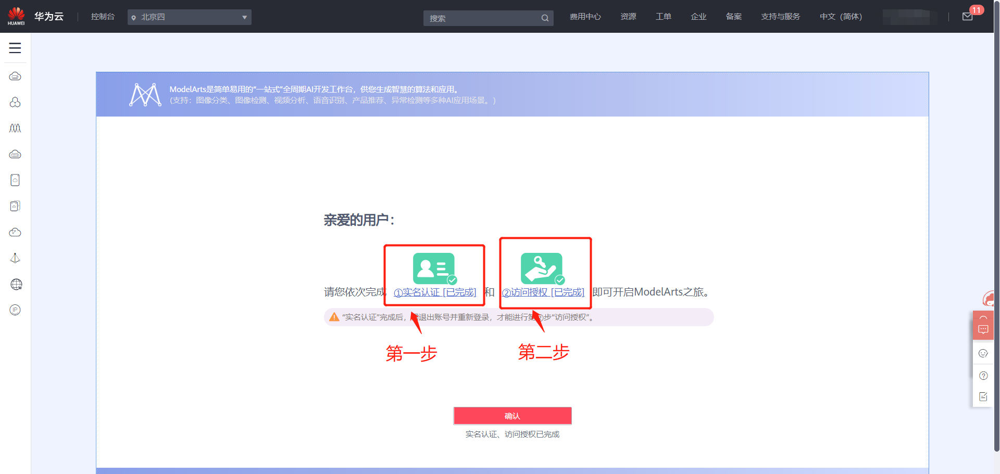 HUAWEI
华为云
控制台
北京四
搜索
费用中心
资源
工单
企业
备案
支持与服务
中文（简体）
11
ModelArts是简单易用的“一站式”全周期AI开发工作台，供您生成智慧的算法和应用。
(支持：图像分类、图像检测、视频分析、语音识别、产品推荐、异常检测等多种AI应用场景。)
亲爱的用户：
请您依次完成 ①实名认证 [已完成] 和 ②访问授权 [已完成] 即可开启ModelArts之旅。
“实名认证”完成后，退出账号并重新登录，才能进行第②步“访问授权”。
第一步
第二步
确认
实名认证、访问授权已完成
W
IP